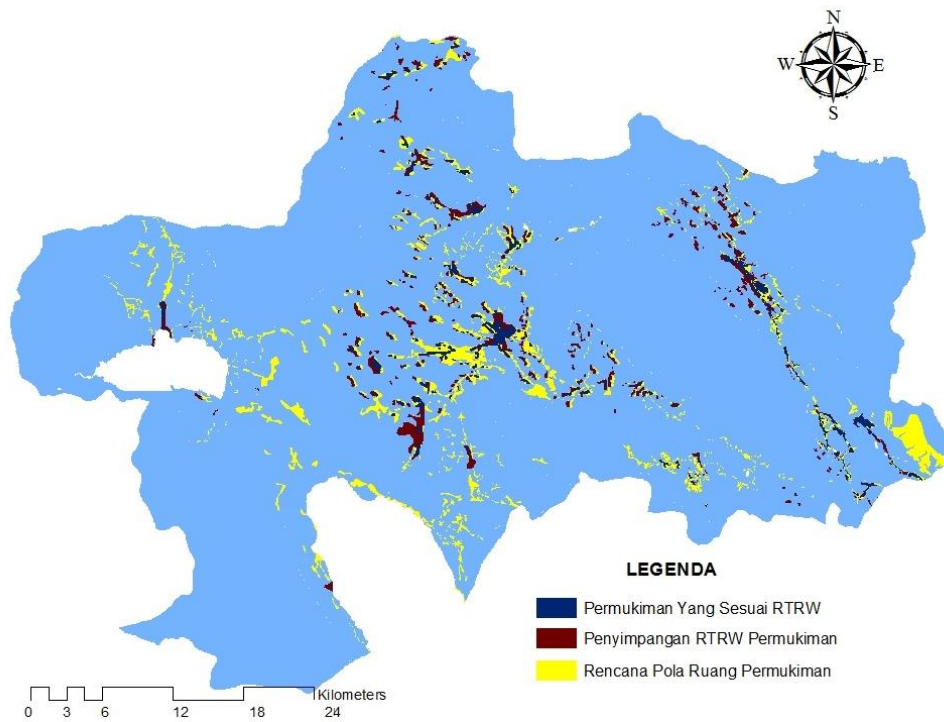 N
W E
S
LEGENDA
Permukiman Yang Sesuai RTRW
Penyimpangan RTRW Permukiman
Rencana Pola Ruang Permukiman
Kilometers
0 3 6 12 18 24